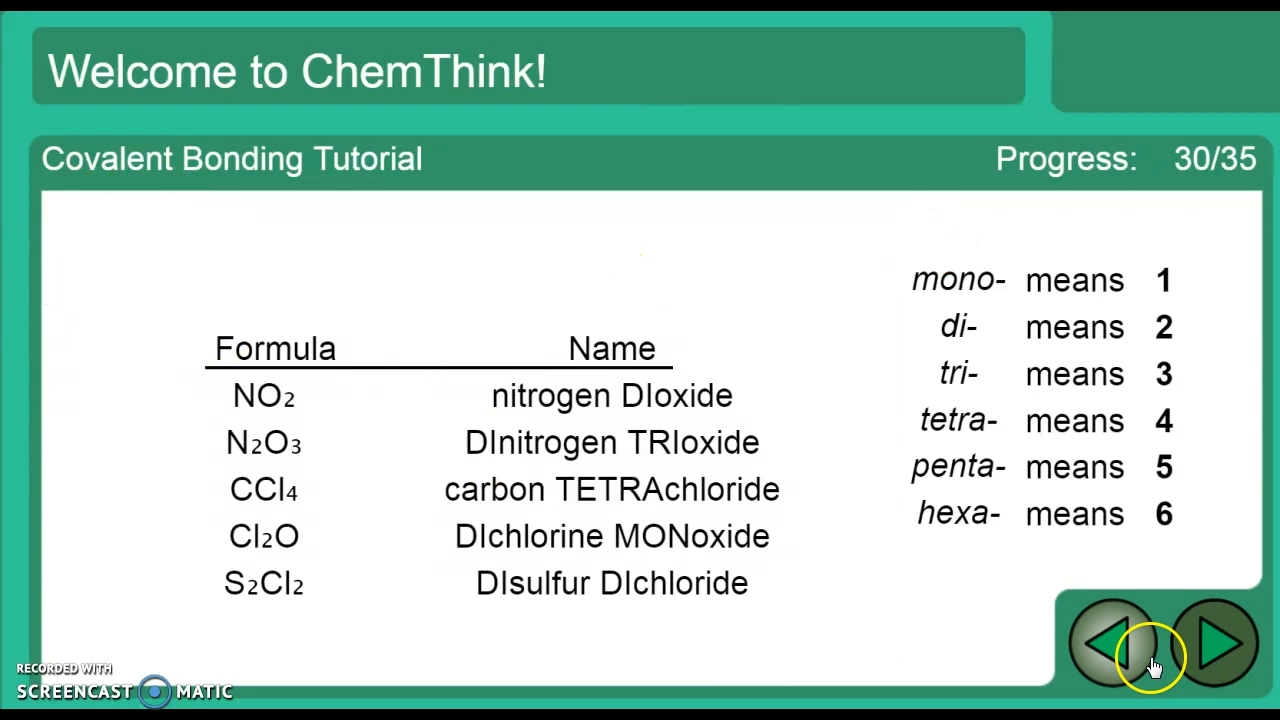 Welcome to ChemThink!
Covalent Bonding Tutorial Progress: 30/35
mono- means 1
di- means 2
tri- means 3
tetra- means 4
penta- means 5
hexa- means 6
Formula Name
NO₂ nitrogen DIoxide
N₂O₃ DInitrogen TRIoxide
CCl₄ carbon TETRAchloride
Cl₂O DIchlorine MONoxide
S₂Cl₂ DIsulfur DIchloride
RECORDED WITH
SCREENCAST MATIC